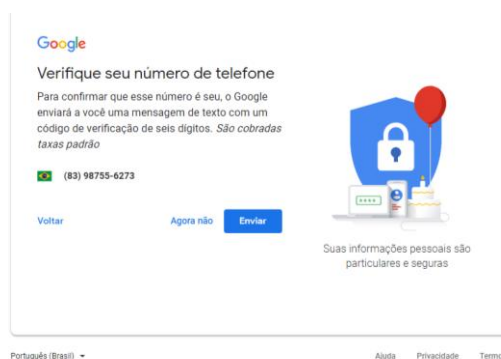 Google
Verifique seu número de telefone
Para confirmar que esse número é seu, o Google
enviará a você uma mensagem de texto com um
código de verificação de seis dígitos. São cobradas
taxas padrão
(83) 98755-6273
Voltar
Agora não
Enviar
Suas informações pessoais são
particulares e seguras
Português (Brasil)
Ajuda
Privacidade
Termo